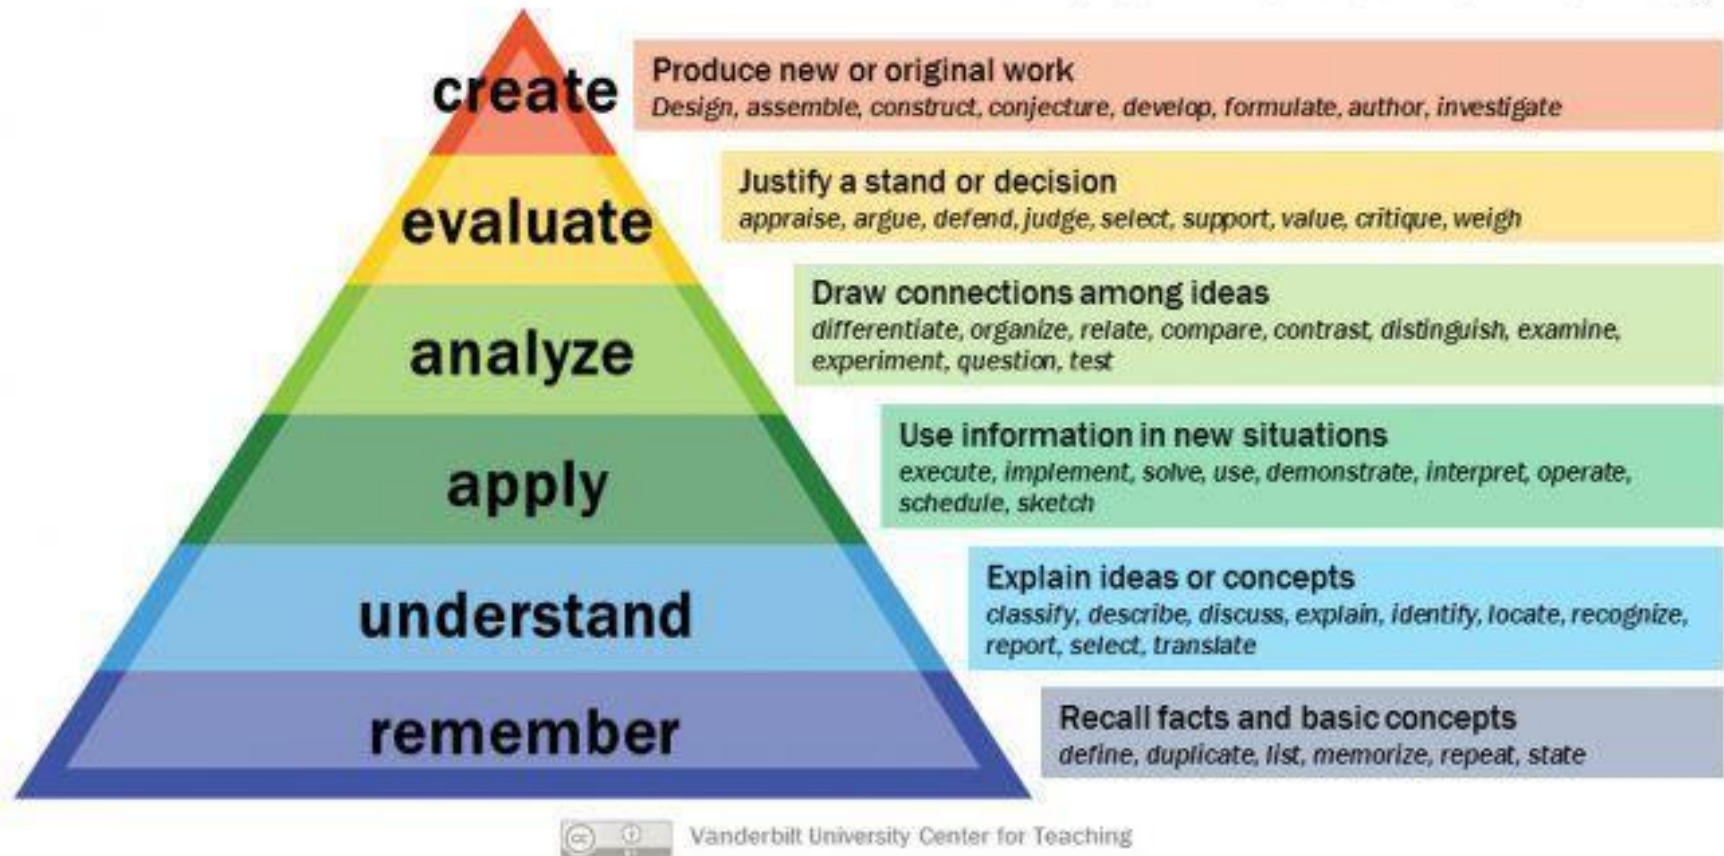 create
Produce new or original work
Design, assemble, construct, conjecture, develop, formulate, author, investigate
evaluate
Justify a stand or decision
appraise, argue, defend, judge, select, support, value, critique, weigh
analyze
Draw connections among ideas
differentiate, organize, relate, compare, contrast, distinguish, examine,
experiment, question, test
apply
Use information in new situations
execute, implement, solve, use, demonstrate, interpret, operate,
schedule, sketch
understand
Explain ideas or concepts
classify, describe, discuss, explain, identify, locate, recognize,
report, select, translate
remember
Recall facts and basic concepts
define, duplicate, list, memorize, repeat, state
cc
Vanderbilt University Center for Teaching